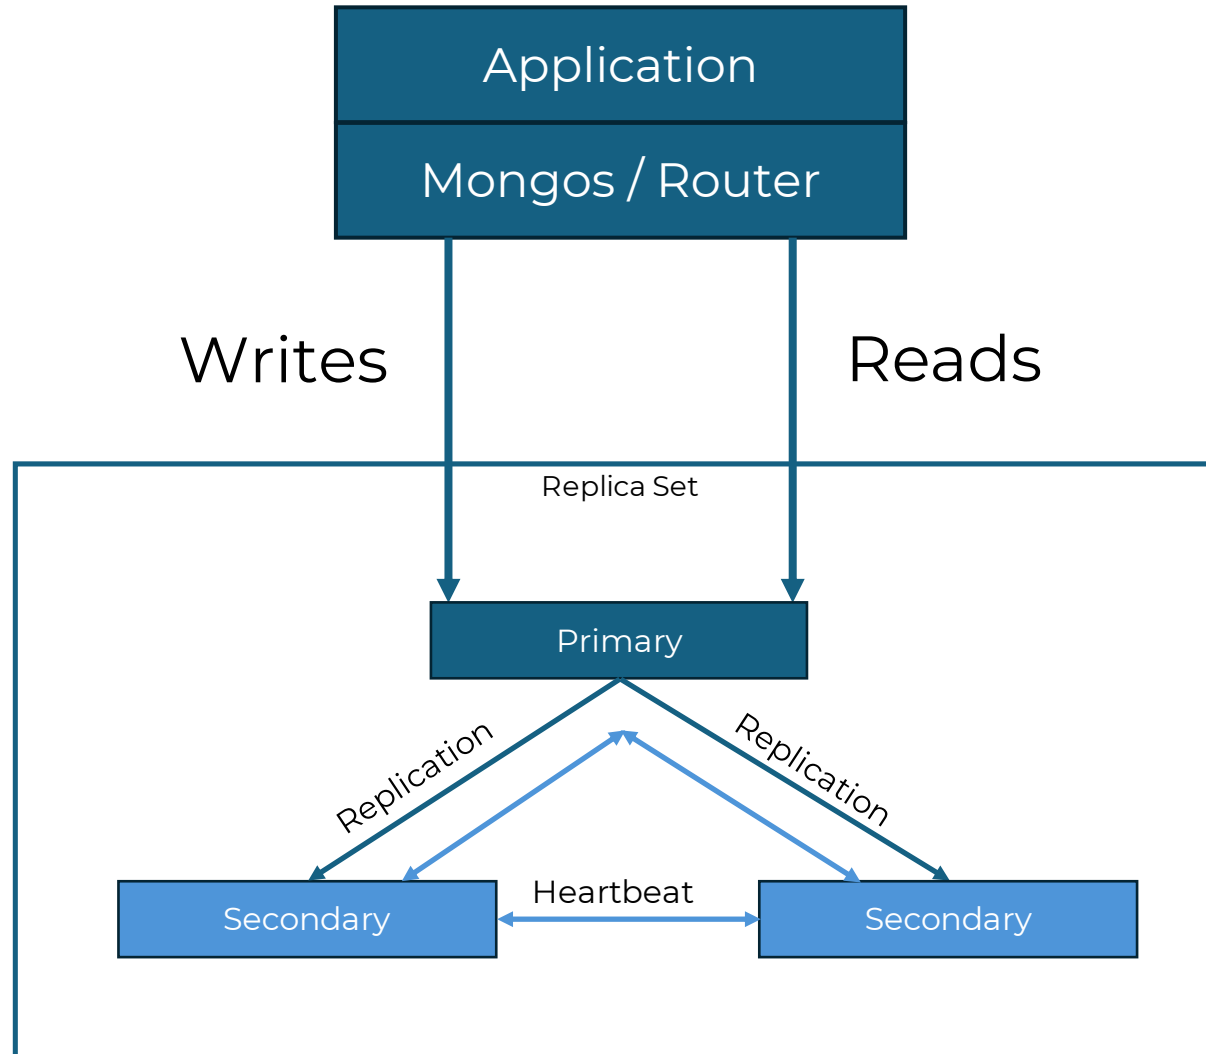 Application
Mongos / Router
Writes
Reads
Replica Set
Primary
Replication
Replication
Heartbeat
Secondary
Secondary